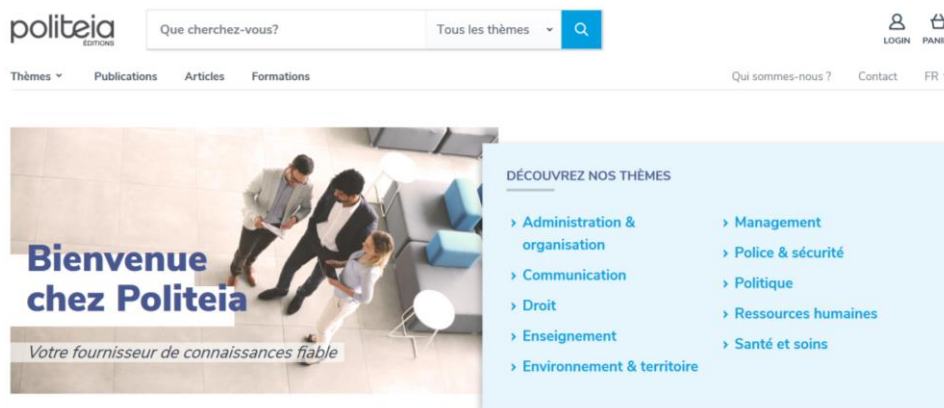 politeia
ÉDITIONS
Que cherchez-vous?
Tous les thèmes
LOGIN
Thèmes
Publications
Articles
Formations
Qui sommes-nous ?
Contact
FR
Bienvenue
chez Politeia
Votre fournisseur de connaissances fiable
DÉCOUVREZ NOS THÈMES
Administration &
organisation
Communication
Droit
Enseignement
Environnement & territoire
Management
Police & sécurité
Politique
Ressources humaines
Santé et soins